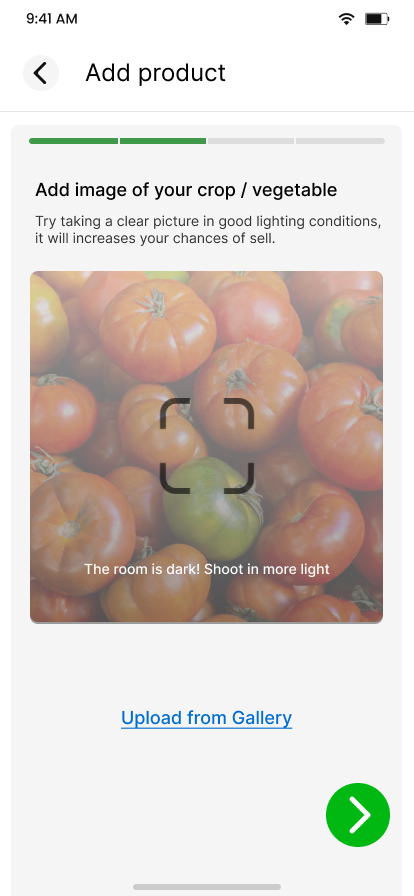 9:41 AM
Add product
Add image of your crop / vegetable
Try taking a clear picture in good lighting conditions,
it will increases your chances of sell.
The room is dark! Shoot in more light
Upload from Gallery